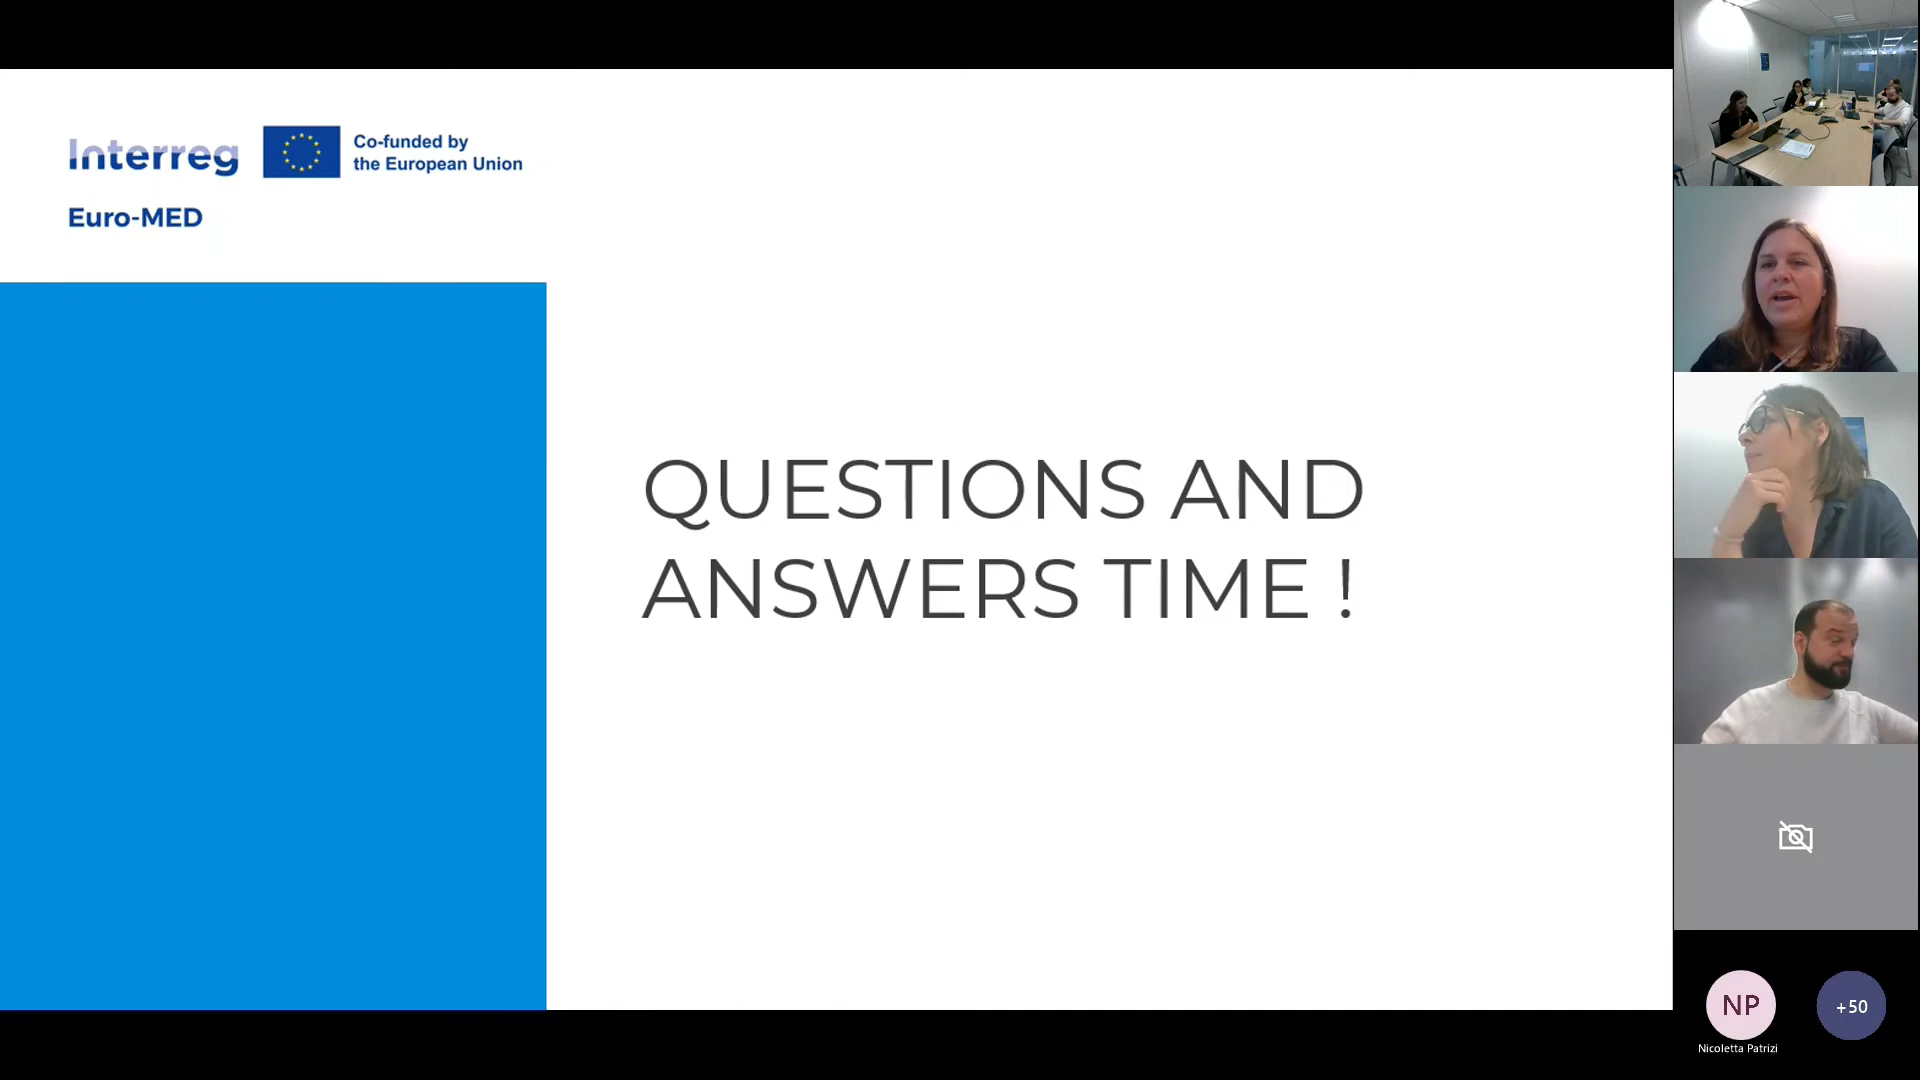 Interreg
Co-funded by
the European Union
Euro-MED
QUESTIONS AND
ANSWERS TIME !
NP
+50
Nicoletta Patrizi